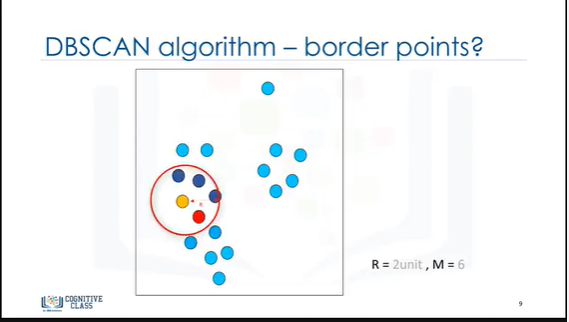 DBSCAN algorithm – border points?
R = 2unit , M = 6
COGNITIVE
CLASS
9